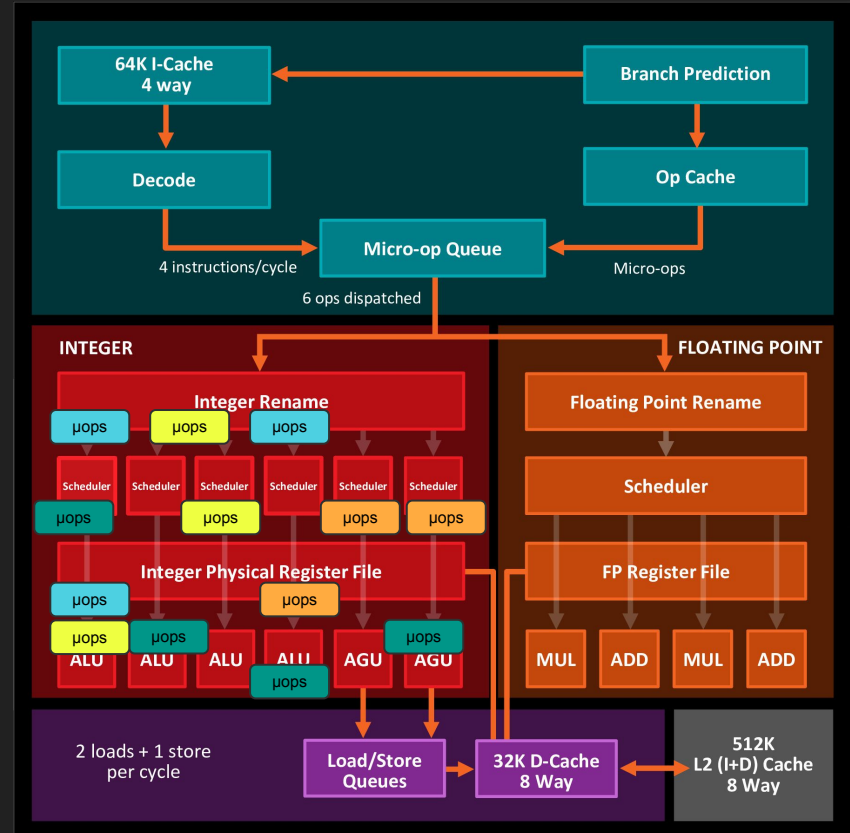 64K I-Cache
4 way
Branch Prediction
Decode
Op Cache
Micro-op Queue
4 instructions/cycle
Micro-ops
6 ops dispatched
INTEGER
FLOATING POINT
Integer Rename
Floating Point Rename
µops
µops
µops
Scheduler
Scheduler
Scheduler
Scheduler
Scheduler
Scheduler
Scheduler
µops
µops
µops
µops
Integer Physical Register File
FP Register File
µops
µops
µops
µops
µops
ALU
ALU
ALU
ALU
AGU
AGU
MUL
ADD
MUL
ADD
µops
2 loads + 1 store
per cycle
Load/Store
Queues
32K D-Cache
8 Way
512K
L2 (I+D) Cache
8 Way